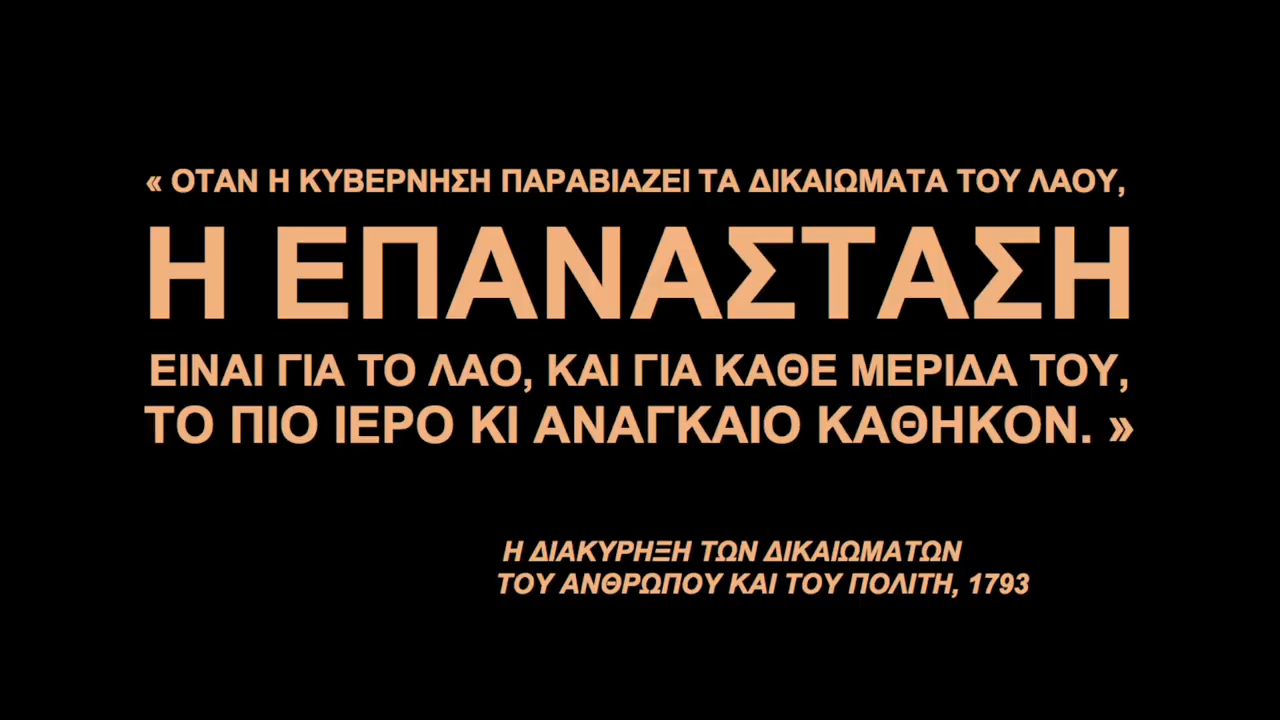 « ΟΤΑΝ Η ΚΥΒΕΡΝΗΣΗ ΠΑΡΑΒΙΑΖΕΙ ΤΑ ΔΙΚΑΙΩΜΑΤΑ ΤΟΥ ΛΑΟΥ,
Η ΕΠΑΝΑΣΤΑΣΗ
ΕΙΝΑΙ ΓΙΑ ΤΟ ΛΑΟ, ΚΑΙ ΓΙΑ ΚΑΘΕ ΜΕΡΙΔΑ ΤΟΥ,
ΤΟ ΠΙΟ ΙΕΡΟ ΚΙ ΑΝΑΓΚΑΙΟ ΚΑΘΗΚΟΝ. »
Η ΔΙΑΚΥΡΗΞΗ ΤΩΝ ΔΙΚΑΙΩΜΑΤΩΝ
ΤΟΥ ΑΝΘΡΩΠΟΥ ΚΑΙ ΤΟΥ ΠΟΛΙΤΗ, 1793